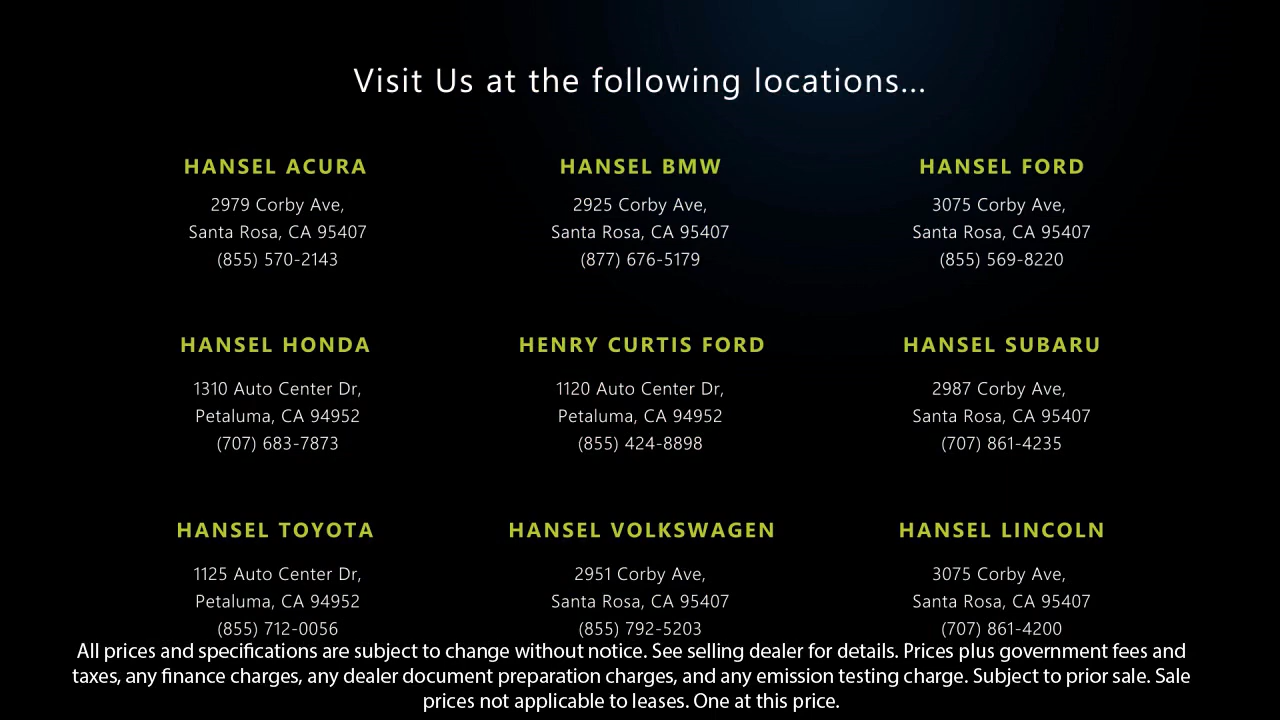 Visit Us at the following locations...
HANSEL ACURA
2979 Corby Ave,
Santa Rosa, CA 95407
(855) 570-2143
HANSEL BMW
2925 Corby Ave,
Santa Rosa, CA 95407
(877) 676-5179
HANSEL FORD
3075 Corby Ave,
Santa Rosa, CA 95407
(855) 569-8220
HANSEL HONDA
1310 Auto Center Dr,
Petaluma, CA 94952
(707) 683-7873
HENRY CURTIS FORD
1120 Auto Center Dr,
Petaluma, CA 94952
(855) 424-8898
HANSEL SUBARU
2987 Corby Ave,
Santa Rosa, CA 95407
(707) 861-4235
HANSEL TOYOTA
1125 Auto Center Dr,
Petaluma, CA 94952
(855) 712-0056
HANSEL VOLKSWAGEN
2951 Corby Ave,
Santa Rosa, CA 95407
(855) 792-5203
HANSEL LINCOLN
3075 Corby Ave,
Santa Rosa, CA 95407
(707) 861-4200
All prices and specifications are subject to change without notice. See selling dealer for details. Prices plus government fees and
taxes, any finance charges, any dealer document preparation charges, and any emission testing charge. Subject to prior sale. Sale
prices not applicable to leases. One at this price.